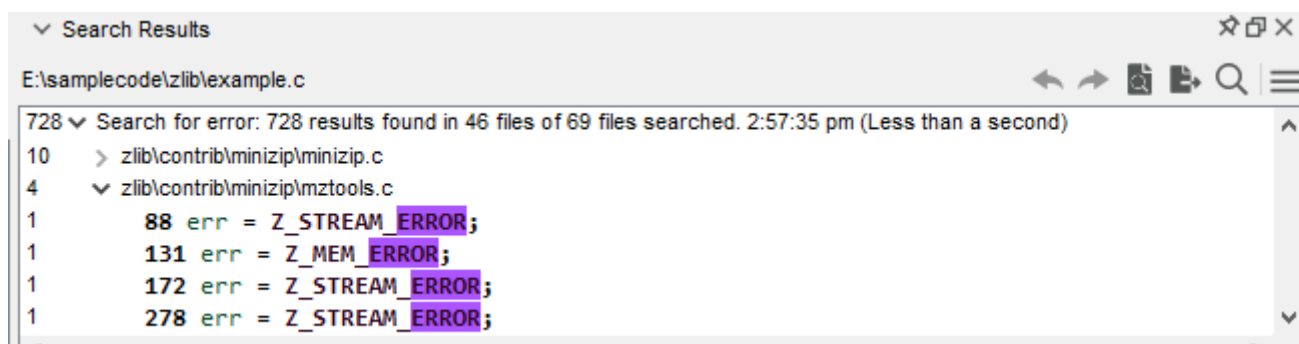 Search Results
E:\samplecode\zlib\example.c
728 Search for error: 728 results found in 46 files of 69 files searched. 2:57:35 pm (Less than a second)
10 zlib\contrib\minizip\minizip.c
4 zlib\contrib\minizip\mztools.c
1 88 err = Z_STREAM_ERROR;
1 131 err = Z_MEM_ERROR;
1 172 err = Z_STREAM_ERROR;
1 278 err = Z_STREAM_ERROR;